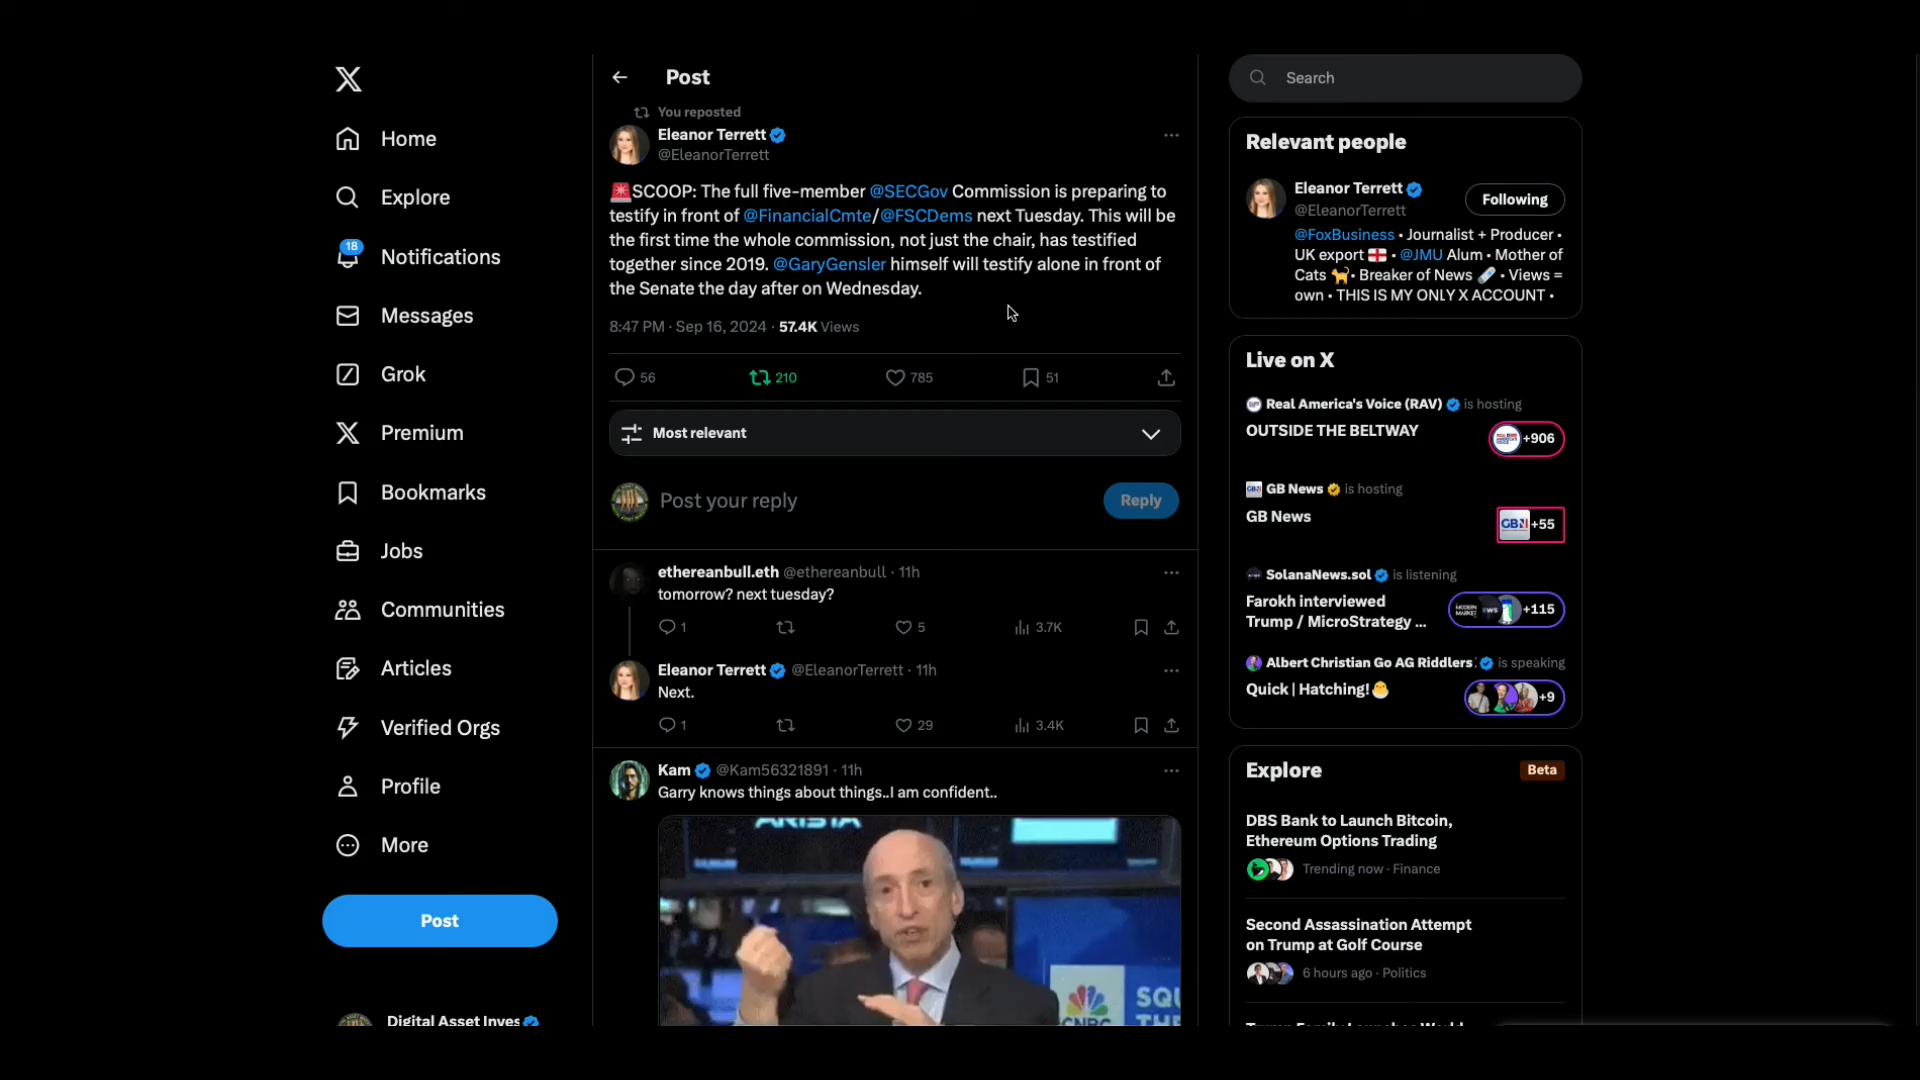 Home
Explore
18
Notifications
Messages
Grok
Premium
Bookmarks
Jobs
Communities
Articles
Verified Orgs
Profile
More
Post
Digital Asset Inves
Post
You reposted
Eleanor Terrett
@EleanorTerrett
SCOOP: The full five-member @SECGov Commission is preparing to
testify in front of @FinancialCmte/@FSCDems next Tuesday. This will be
the first time the whole commission, not just the chair, has testified
together since 2019. @GaryGensler himself will testify alone in front of
the Senate the day after on Wednesday.
8:47 PM · Sep 16, 2024 · 57.4K Views
56 210 785 51
Most relevant
Post your reply
Reply
ethereanbull.eth @ethereanbull · 11h
tomorrow? next tuesday?
1 5 3.7K
Eleanor Terrett @EleanorTerrett · 11h
Next.
1 29 3.4K
Kam @Kam56321891 · 11h
Garry knows things about things..I am confident..
ARISTA
SQU
CNBC
Search
Relevant people
Eleanor Terrett
@EleanorTerrett
Following
@FoxBusiness • Journalist + Producer •
UK export • @JMU Alum • Mother of
Cats • Breaker of News • Views =
own • THIS IS MY ONLY X ACCOUNT •
Live on X
Real America's Voice (RAV) is hosting
OUTSIDE THE BELTWAY
+906
GB News is hosting
GB News
GBN +55
SolanaNews.sol is listening
Farokh interviewed
Trump / MicroStrategy ...
+115
Albert Christian Go AG Riddlers is speaking
Quick | Hatching!
+9
Explore
Beta
DBS Bank to Launch Bitcoin,
Ethereum Options Trading
Trending now · Finance
Second Assassination Attempt
on Trump at Golf Course
6 hours ago · Politics